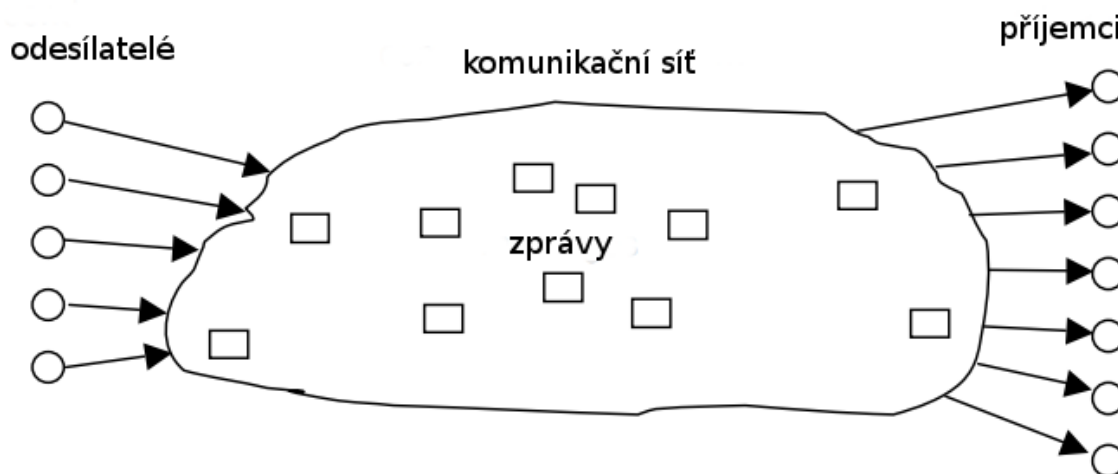 odesílatelé
komunikační síť
příjemci
zprávy